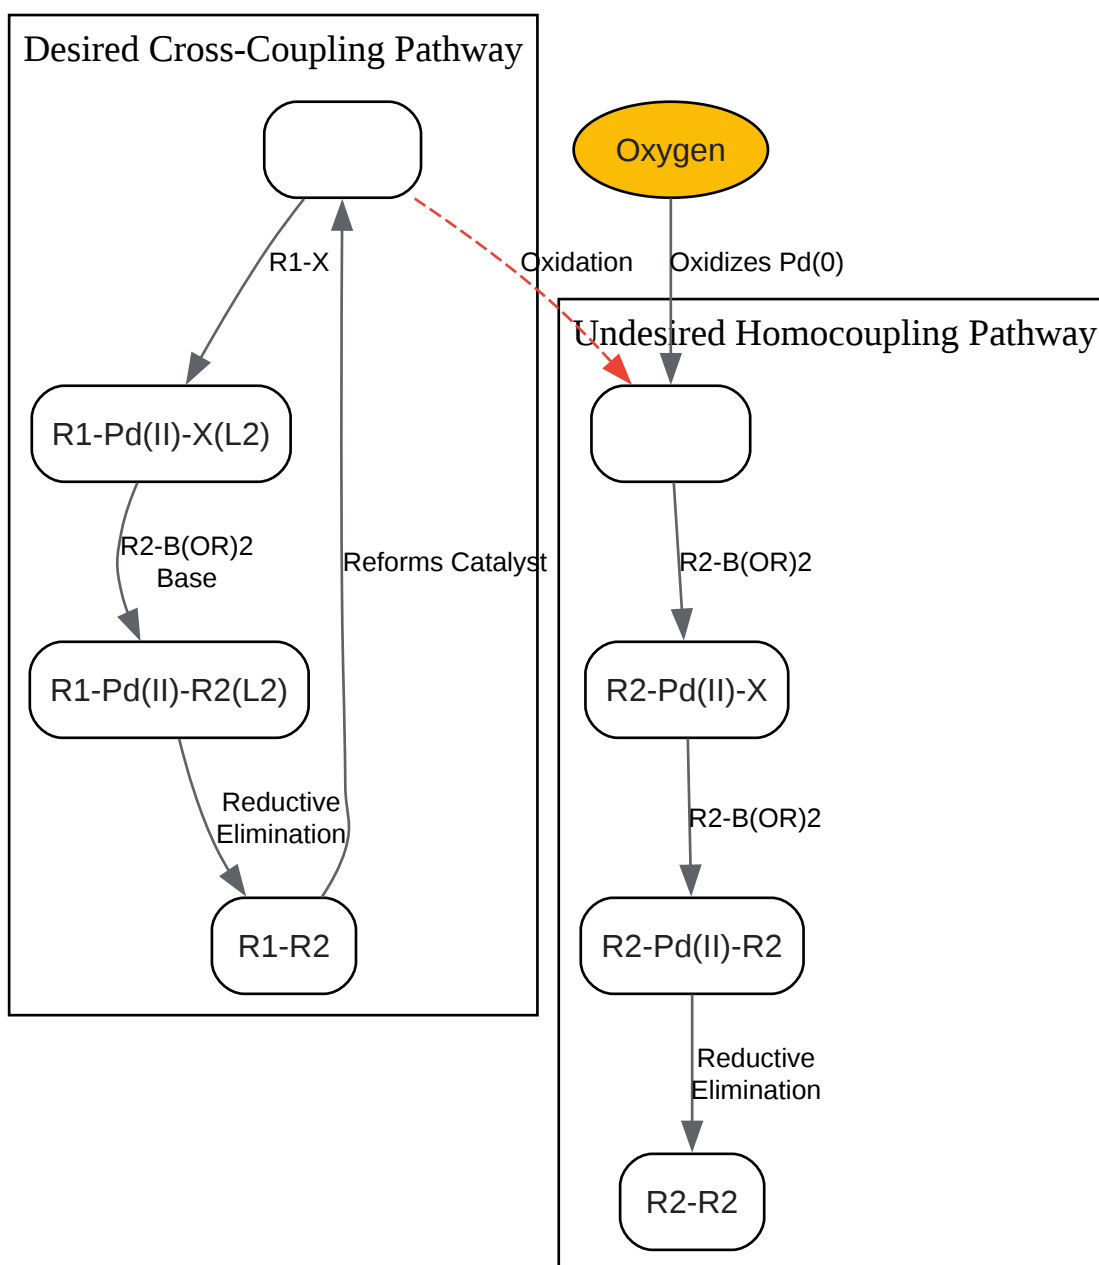 Desired Cross-Coupling Pathway
Oxygen
R1-X
Oxidation
Oxidizes Pd(0)
Undesired Homocoupling Pathway
R1-Pd(II)-X(L2)
R2-B(OR)2
Base
Reforms Catalyst
R2-B(OR)2
R1-Pd(II)-R2(L2)
R2-Pd(II)-X
Reductive
Elimination
R2-B(OR)2
R1-R2
R2-Pd(II)-R2
Reductive
Elimination
R2-R2